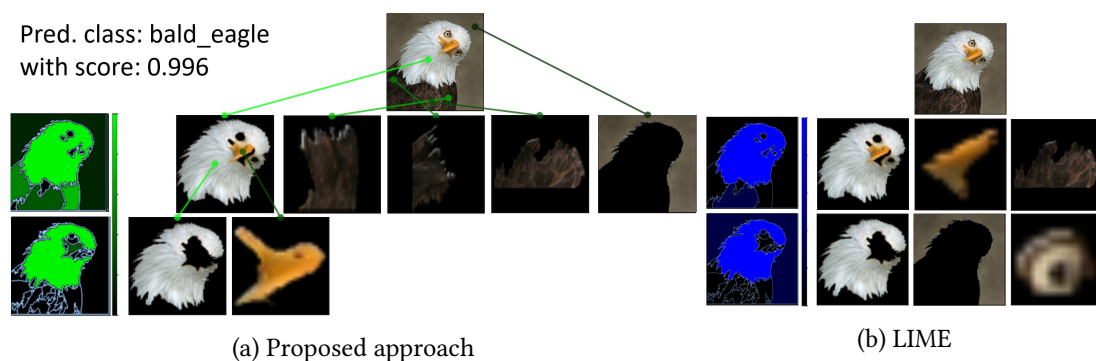 Pred. class: bald_eagle
with score: 0.996
(a) Proposed approach
(b) LIME